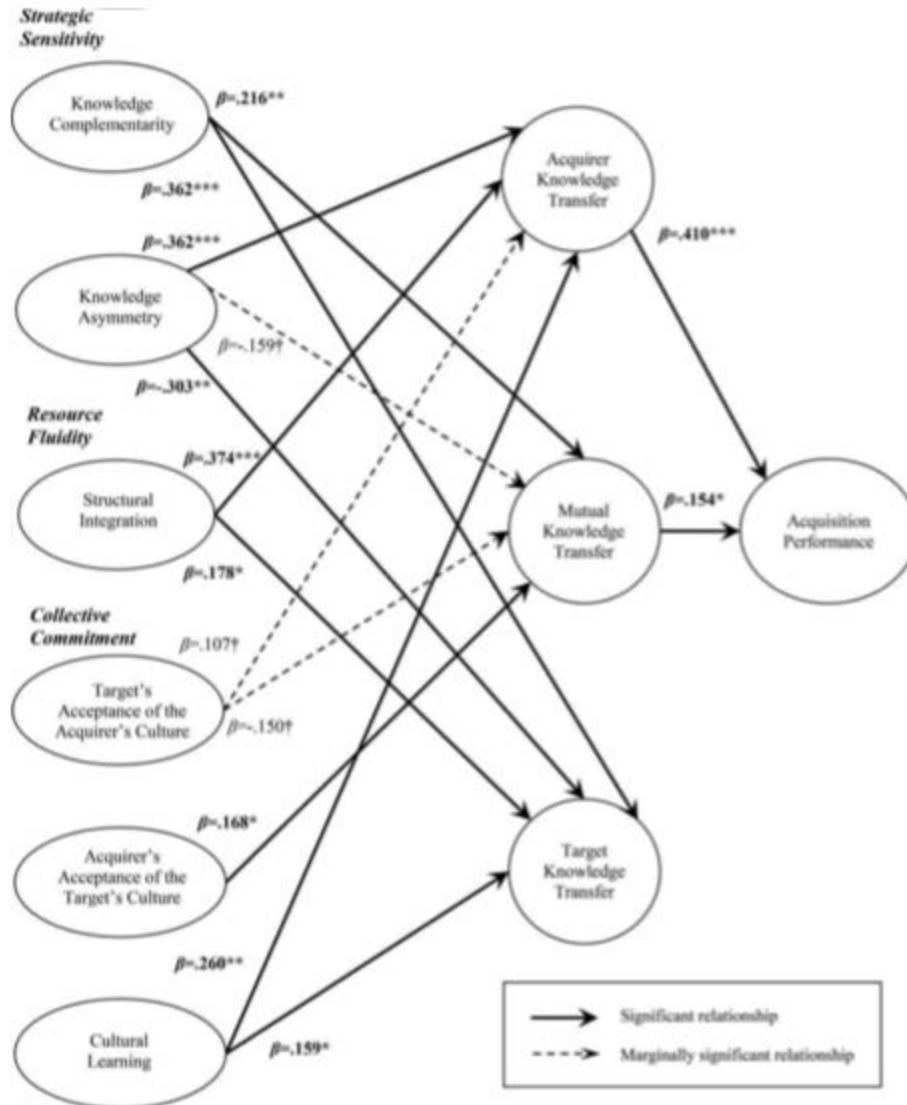 Strategic
Sensitivity
Knowledge
Complementarity
β=.216**
β=.362***
Acquirer
Knowledge
Transfer
β=.362***
β=.410***
Knowledge
Asymmetry
β=-.159†
β=-.303**
Resource
Fluidity
β=.374***
Structural
Integration
Mutual
Knowledge
Transfer
β=.154*
Acquisition
Performance
β=.178*
Collective
Commitment
β=.107†
Target's
Acceptance of the
Acquirer's Culture
β=-.150†
β=.168*
Acquirer's
Acceptance of the
Target's Culture
Target
Knowledge
Transfer
β=.260**
Cultural
Learning
β=.159*
Significant relationship
Marginally significant relationship